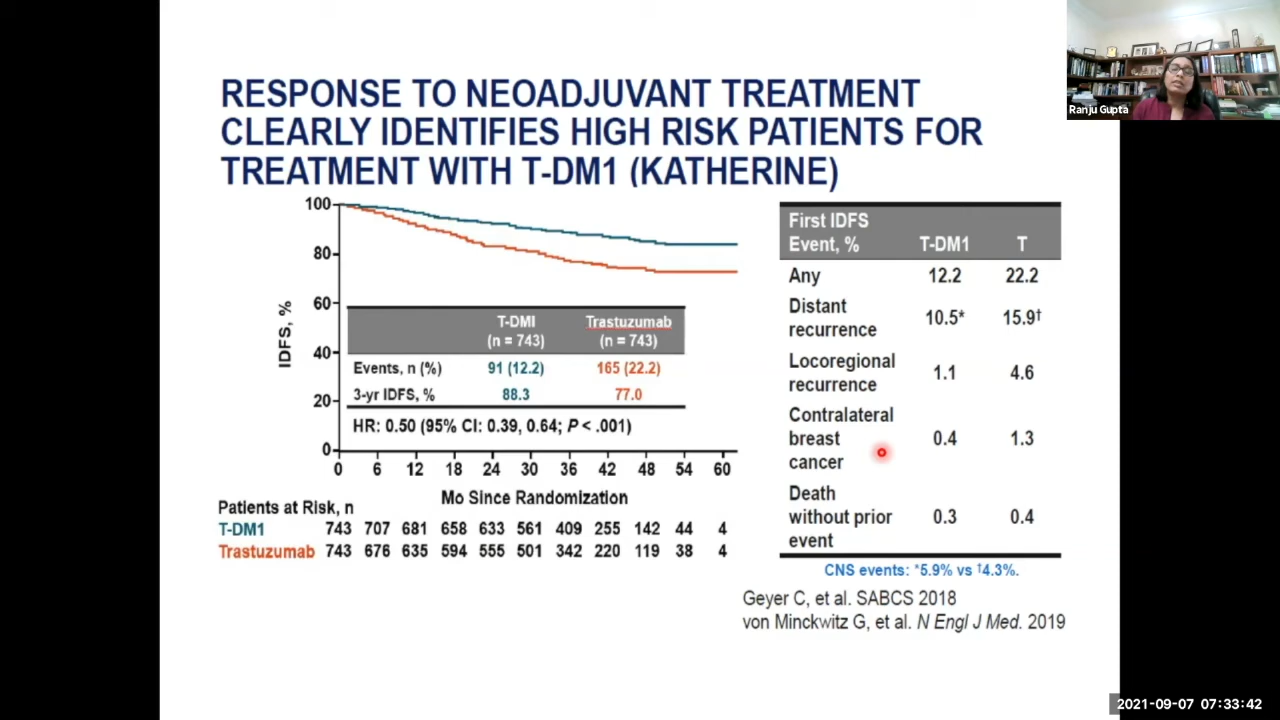 Ranju Gupta
RESPONSE TO NEOADJUVANT TREATMENT
CLEARLY IDENTIFIES HIGH RISK PATIENTS FOR
TREATMENT WITH T-DM1 (KATHERINE)
100
80
60
40
20
0
IDFS, %
T-DMI Trastuzumab
(n = 743) (n = 743)
Events, n (%) 91 (12.2) 165 (22.2)
3-yr IDFS, % 88.3 77.0
HR: 0.50 (95% CI: 0.39, 0.64; P < .001)
0 6 12 18 24 30 36 42 48 54 60
Mo Since Randomization
Patients at Risk, n
T-DM1 743 707 681 658 633 561 409 255 142 44 4
Trastuzumab 743 676 635 594 555 501 342 220 119 38 4
First IDFS
Event, % T-DM1 T
Any 12.2 22.2
Distant
recurrence 10.5* 15.9†
Locoregional
recurrence 1.1 4.6
Contralateral
breast 0.4 1.3
cancer
Death
without prior 0.3 0.4
event
CNS events: *5.9% vs †4.3%.
Geyer C, et al. SABCS 2018
von Minckwitz G, et al. N Engl J Med. 2019
2021-09-07 07:33:42